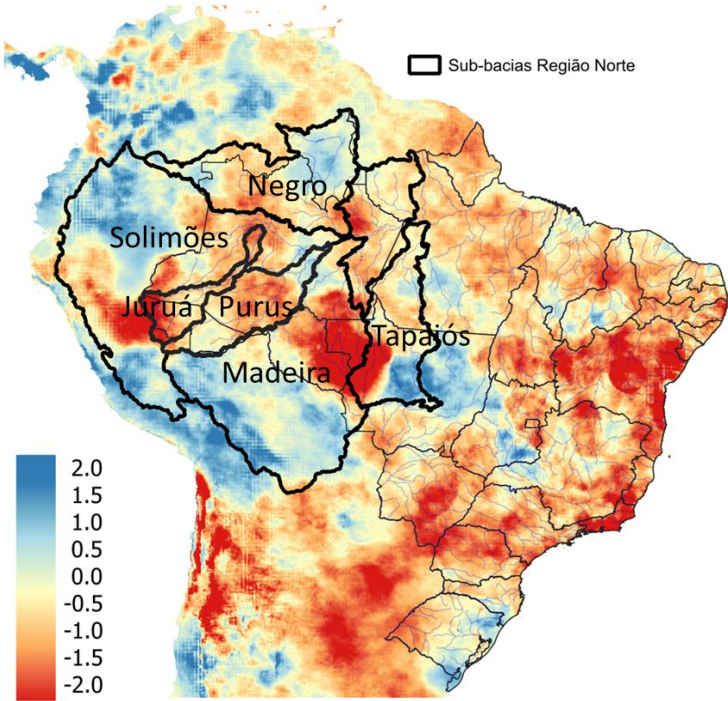 Sub-bacias Região Norte
Negro
Solimões
Juruá
Purus
Tapajós
Madeira
2.0
1.5
1.0
0.5
0.0
-0.5
-1.0
-1.5
-2.0